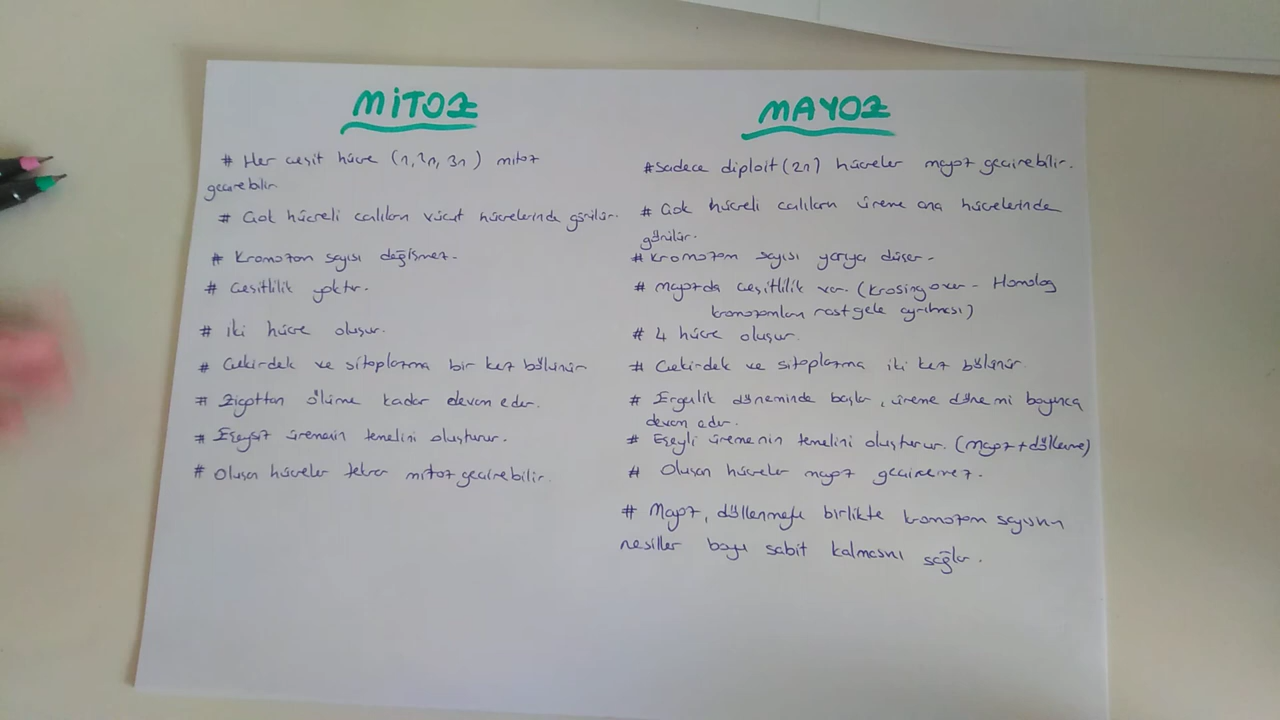 MİTOZ
# Her çeşit hücre (n, 2n, 3n) mitoz
geçirebilir.
# Çok hücreli canlıların vücut hücrelerinde görülür.
# Kromozom sayısı değişmez.
# Çeşitlilik yoktur.
# İki hücre oluşur.
# Çekirdek ve sitoplazma bir kez bölünür
# Zigottan ölüme kadar devam eder.
# Eşeysiz üremenin temelini oluşturur.
# Oluşan hücreler tekrar mitoz geçirebilir.
MAYOZ
# Sadece diploit (2n) hücreler mayoz geçirebilir.
# Çok hücreli canlıların üreme ana hücrelerinde
görülür.
# Kromozom sayısı yarıya düşer.
# Mayozda çeşitlilik var. (Krosing over - Homolog
kromozomların rastgele ayrılması)
# 4 hücre oluşur.
# Çekirdek ve sitoplazma iki kez bölünür.
# Ergenlik döneminde başlar, üreme dönemi boyunca
devam eder.
# Eşeyli üremenin temelini oluşturur. (Mayoz + döllenme)
# Oluşan hücreler mayoz geçiremez.
# Mayoz, döllenmeyle birlikte kromozom sayısının
nesiller boyu sabit kalmasını sağlar.